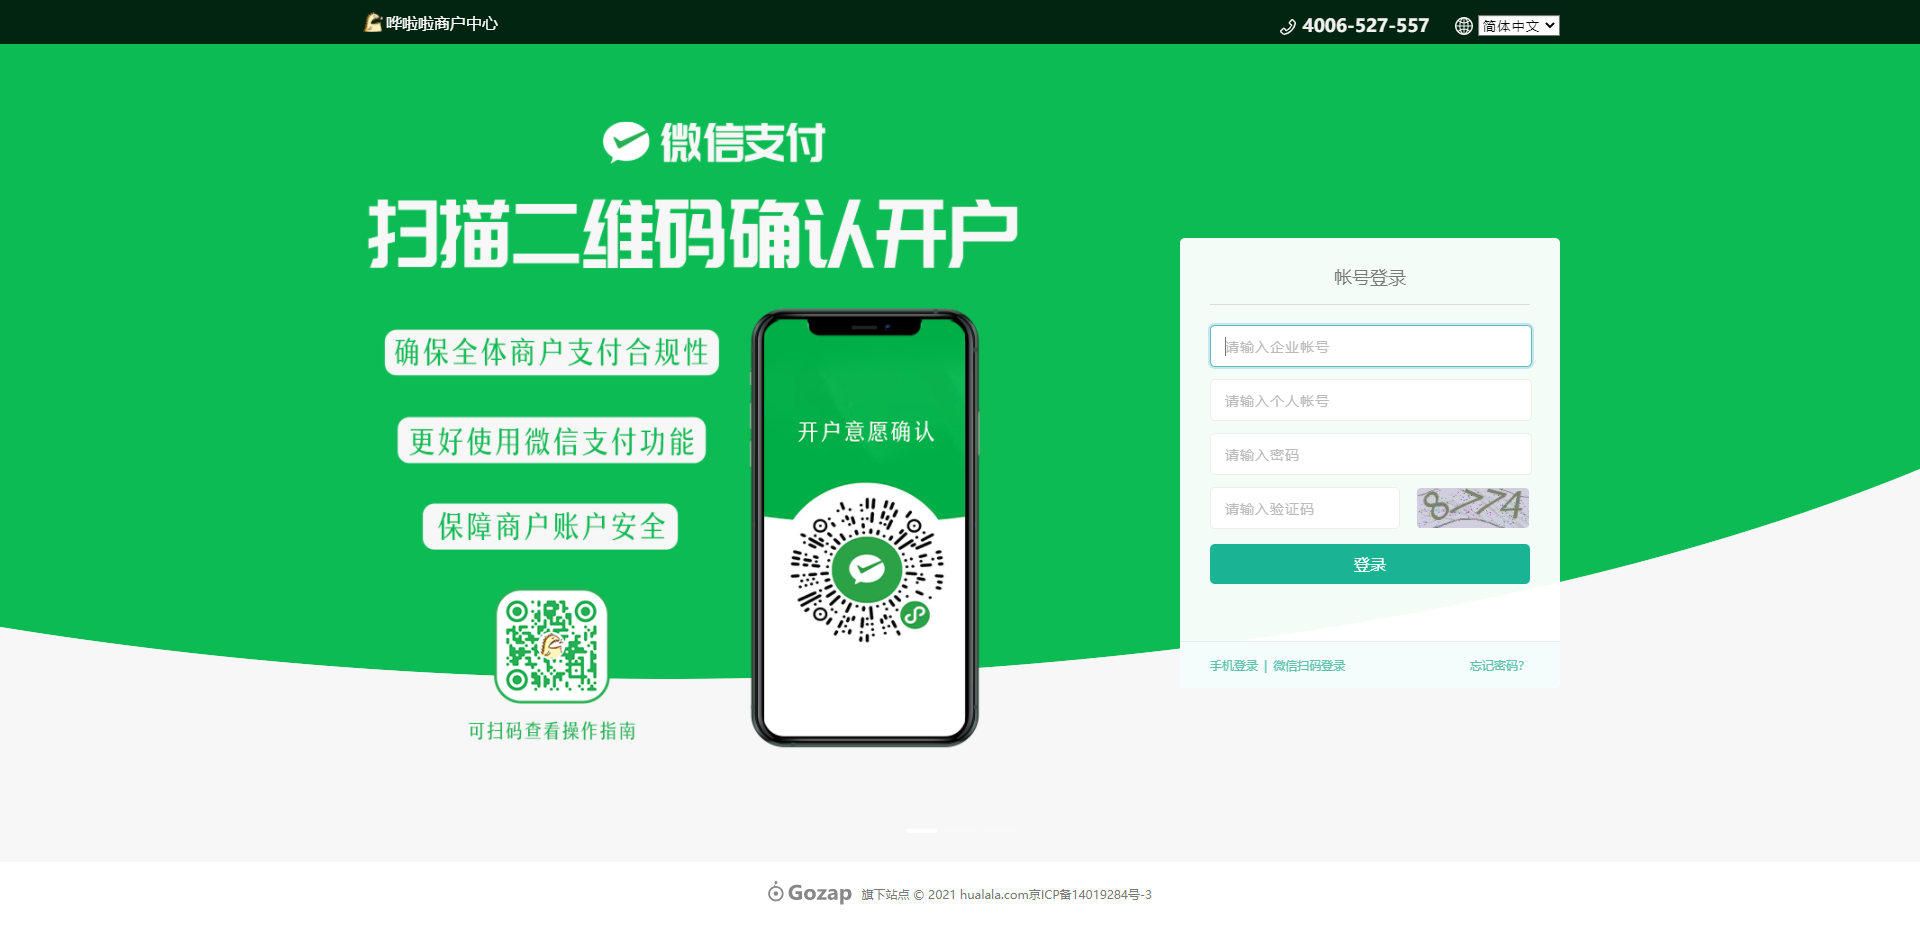 哗啦啦商户中心
4006-527-557
简体中文
微信支付
扫描二维码确认开户
确保全体商户支付合规性
更好使用微信支付功能
保障商户账户安全
可扫码查看操作指南
开户意愿确认
帐号登录
请输入企业帐号
请输入个人帐号
请输入密码
请输入验证码
登录
手机登录 | 微信扫码登录
忘记密码?
Gozap 旗下站点 © 2021 hualala.com京ICP备14019284号-3